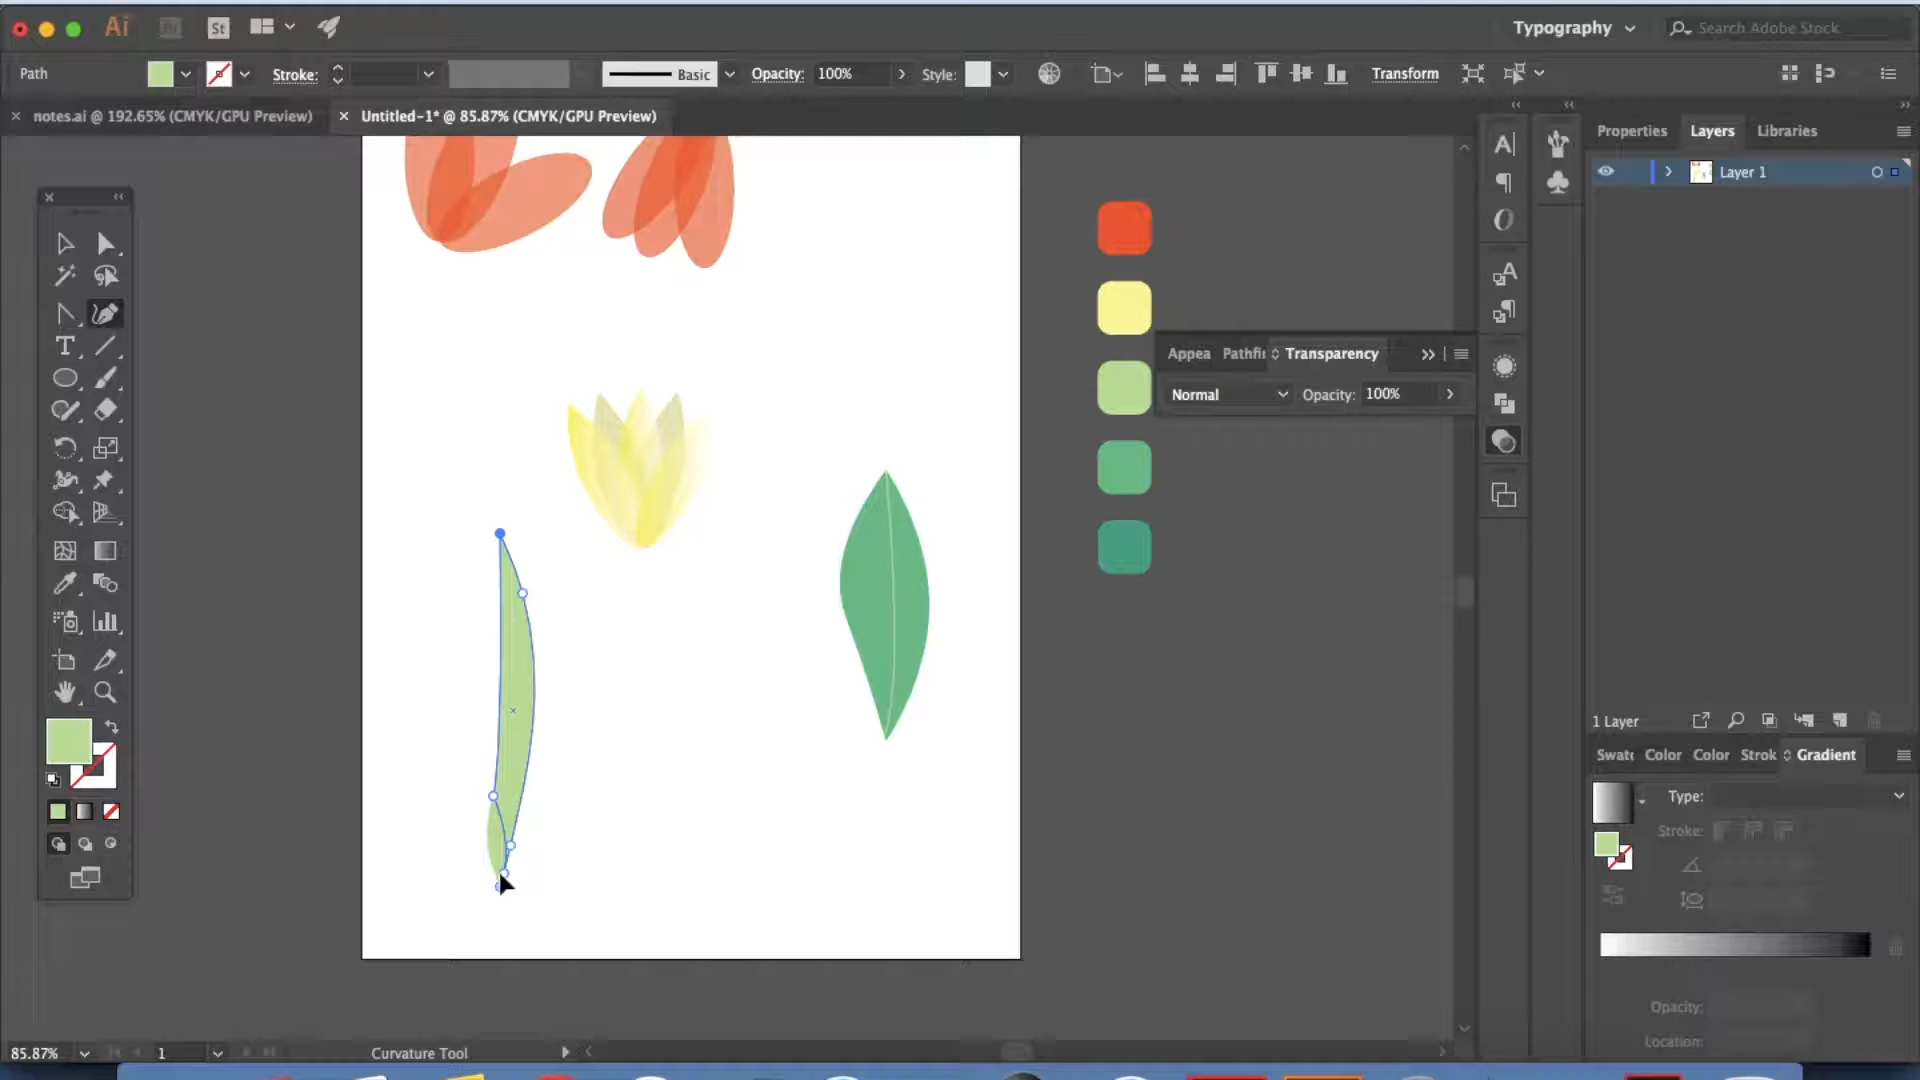 Ai St Typography Search Adobe Stock
Path Stroke: Basic Opacity: 100% Style: Transform
notes.ai @ 192.65% (CMYK/GPU Preview) Untitled-1* @ 85.87% (CMYK/GPU Preview)
Properties Layers Libraries
Layer 1
Appea Pathfi Transparency
Normal Opacity: 100%
1 Layer
Swatc Color Color Strok Gradient
Type:
Stroke:
Opacity:
Location:
85.87% 1 Curvature Tool